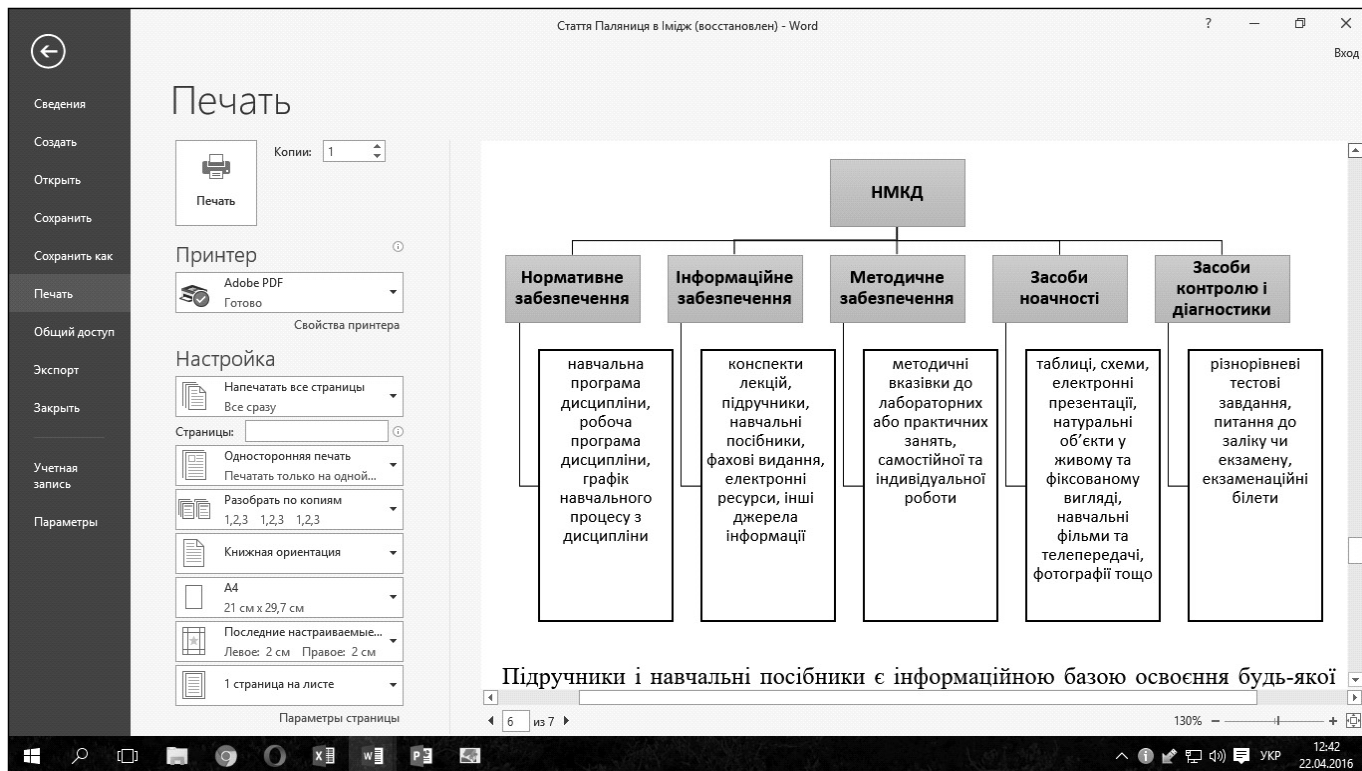 Стаття Паляниця в Імідж (восстановлен) - Word
?
Вход
Сведения
Создать
Открыть
Сохранить
Сохранить как
Печать
Общий доступ
Экспорт
Закрыть
Учетная
запись
Параметры
Печать
Копии: 1
Печать
Принтер
Adobe PDF
Готово
Свойства принтера
Настройка
Напечатать все страницы
Все сразу
Страницы:
Односторонняя печать
Печатать только на одной...
Разобрать по копиям
1,2,3 1,2,3 1,2,3
Книжная ориентация
A4
21 см x 29,7 см
Последние настраиваемые...
Левое: 2 см Правое: 2 см
1 страница на листе
Параметры страницы
НМКД
Нормативне
забезпечення
навчальна
програма
дисципліни,
робоча
програма
дисципліни,
графік
навчального
процесу з
дисципліни
Інформаційне
забезпечення
конспекти
лекцій,
підручники,
навчальні
посібники,
фахові видання,
електронні
ресурси, інші
джерела
інформації
Методичне
забезпечення
методичні
вказівки до
лабораторних
або практичних
занять,
самостійної та
індивідуальної
роботи
Засоби
ноачності
таблиці, схеми,
електронні
презентації,
натуральні
об’єкти у
живому та
фіксованому
вигляді,
навчальні
фільми та
телепередачі,
фотографії тощо
Засоби
контролю і
діагностики
різнорівневі
тестові
завдання,
питання до
заліку чи
екзамену,
екзаменаційні
білети
Підручники і навчальні посібники є інформаційною базою освоєння будь-якої
6 из 7
130%
УКР
12:42
22.04.2016